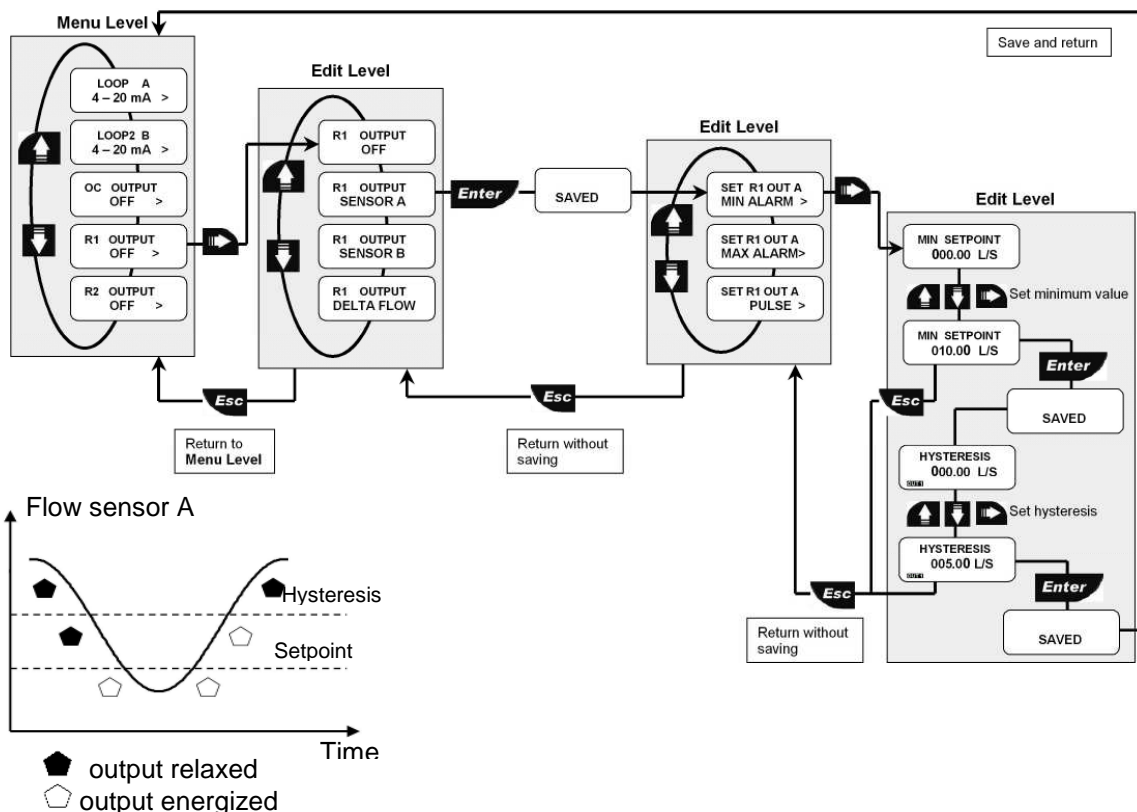 Menu Level
LOOP A
4 – 20 mA >
LOOP2 B
4 – 20 mA >
OC OUTPUT
OFF >
R1 OUTPUT
OFF >
R2 OUTPUT
OFF >
Esc
Return to
Menu Level
Edit Level
R1 OUTPUT
OFF
R1 OUTPUT
SENSOR A
R1 OUTPUT
SENSOR B
R1 OUTPUT
DELTA FLOW
Enter
SAVED
Esc
Return without
saving
Edit Level
SET R1 OUT A
MIN ALARM >
SET R1 OUT A
MAX ALARM>
SET R1 OUT A
PULSE >
Save and return
Edit Level
MIN SETPOINT
000.00 L/S
Set minimum value
MIN SETPOINT
010.00 L/S
Enter
Esc
SAVED
HYSTERESIS
000.00 L/S
OUT1
Set hysteresis
HYSTERESIS
005.00 L/S
OUT1
Enter
Esc
SAVED
Return without
saving
Flow sensor A
Hysteresis
Setpoint
Time
output relaxed
output energized